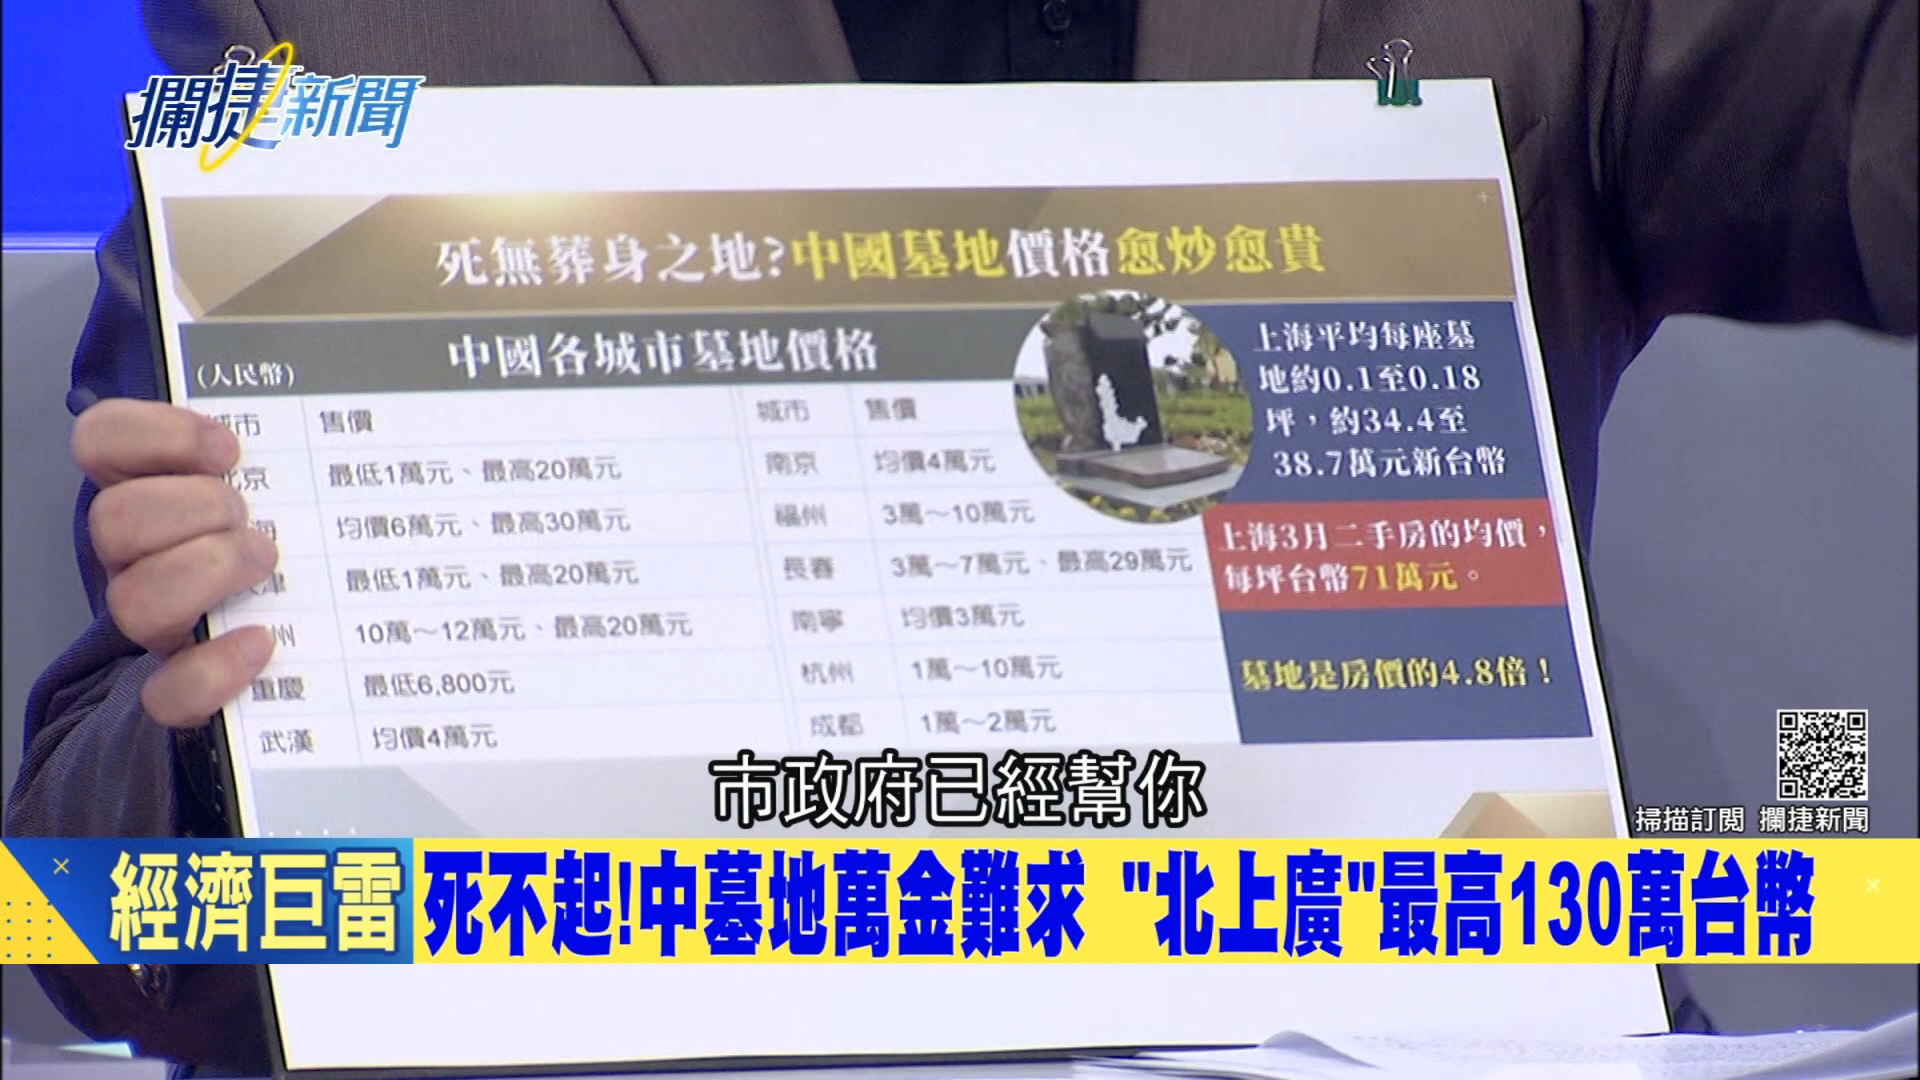 攔捷新聞
死無葬身之地?中國墓地價格愈炒愈貴
(人民幣) 中國各城市墓地價格
市 售價
京 最低1萬元、最高20萬元
海 均價6萬元、最高30萬元
津 最低1萬元、最高20萬元
州 10萬~12萬元、最高20萬元
重慶 最低6,800元
武漢 均價4萬元
城市 售價
南京 均價4萬元
福州 3萬~10萬元
長春 3萬~7萬元、最高29萬元
南寧 均價3萬元
杭州 1萬~10萬元
成都 1萬~2萬元
上海平均每座墓
地約0.1至0.18
坪，約34.4至
38.7萬元新台幣
上海3月二手房的均價，
每坪台幣71萬元。
墓地是房價的4.8倍！
市政府已經幫你
掃描訂閱 攔捷新聞
經濟巨雷 死不起!中墓地萬金難求 "北上廣"最高130萬台幣